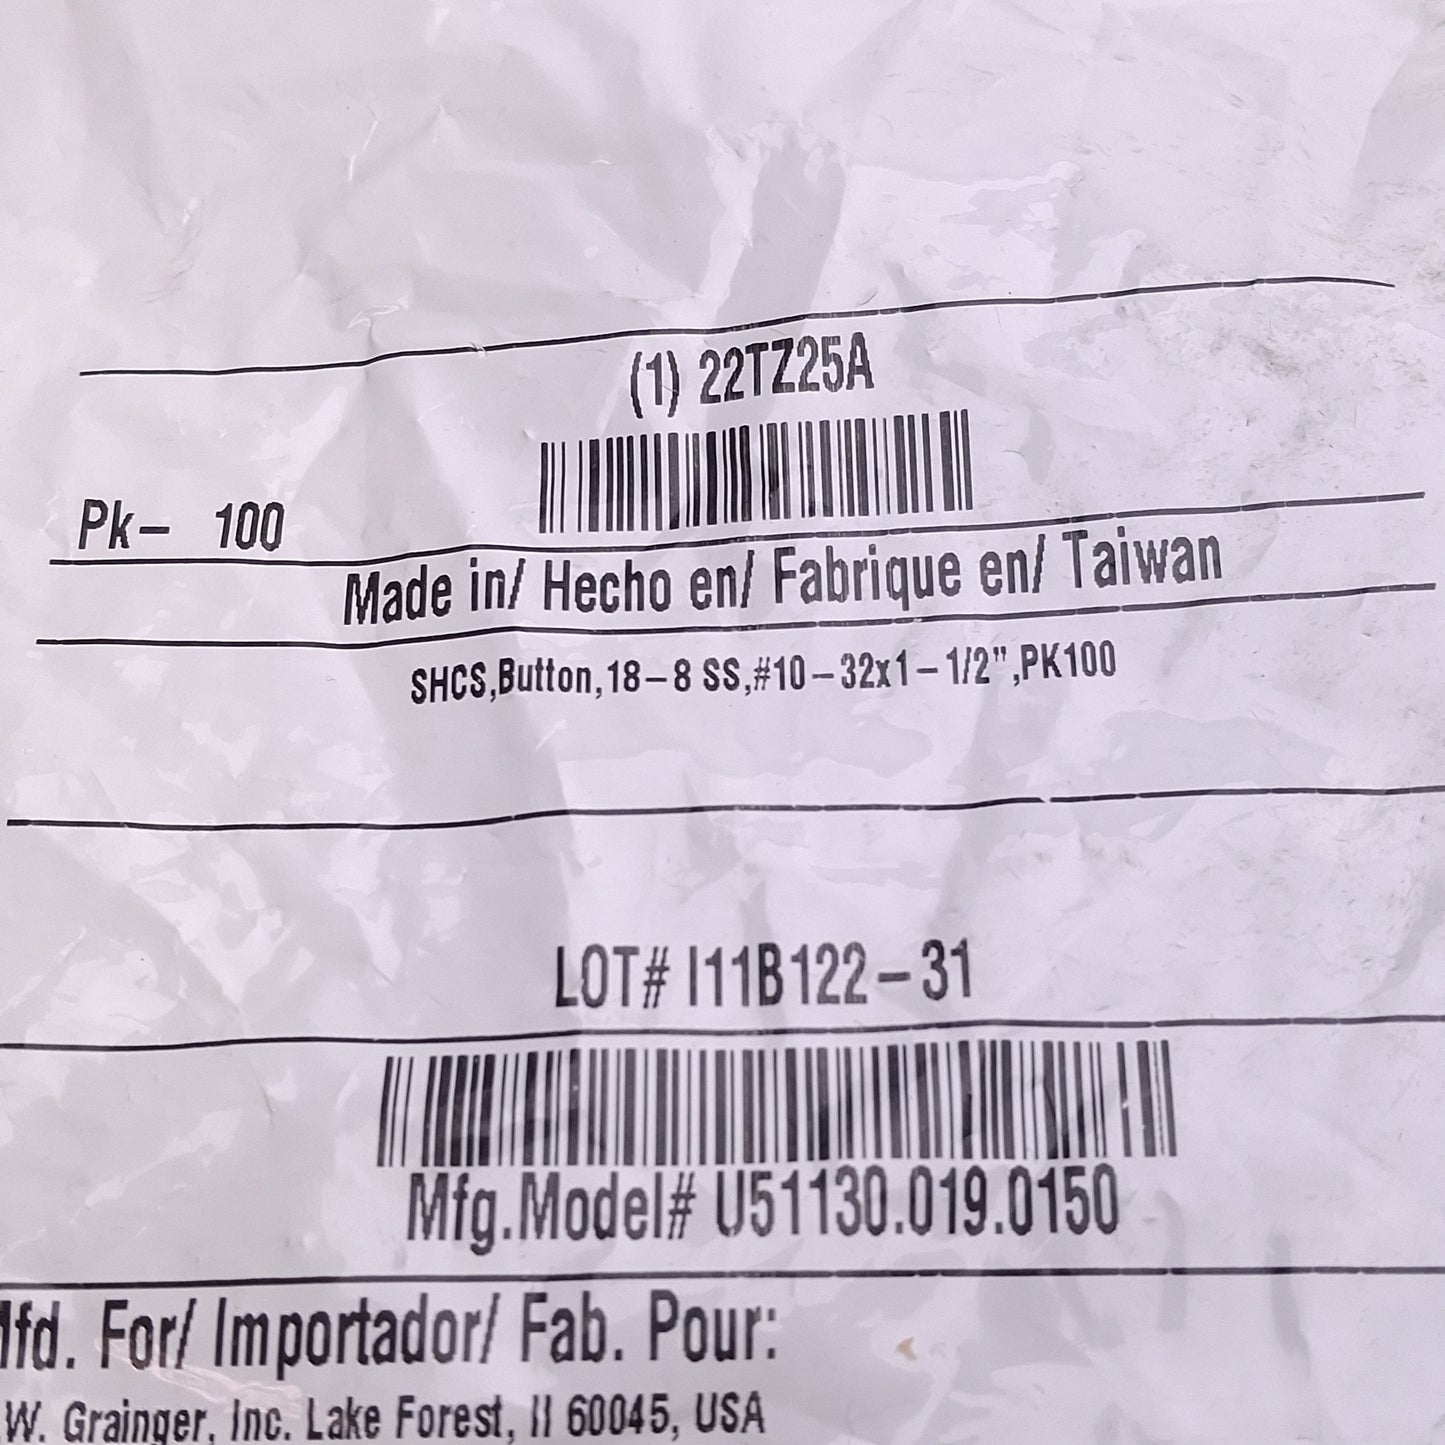 (1) 22TZ25A
Pk- 100
Made in/ Hecho en/ Fabrique en/ Taiwan
SHCS,Button,18-8 SS,#10-32x1-1/2",PK100
LOT# I11B122-31
Mfg.Model# U51130.019.0150
Mfd. For/ Importador/ Fab. Pour:
.W. Grainger, Inc. Lake Forest, Il 60045, USA